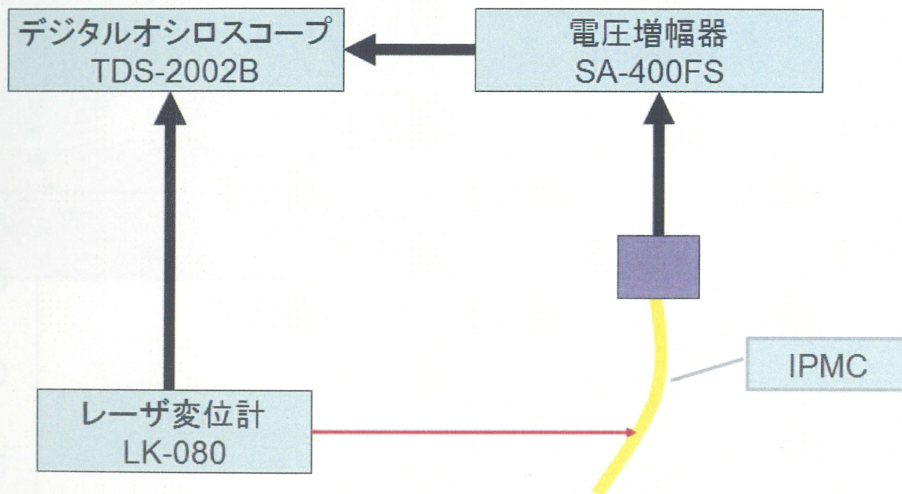 デジタルオシロスコープ
TDS-2002B
電圧増幅器
SA-400FS
IPMC
レーザ変位計
LK-080